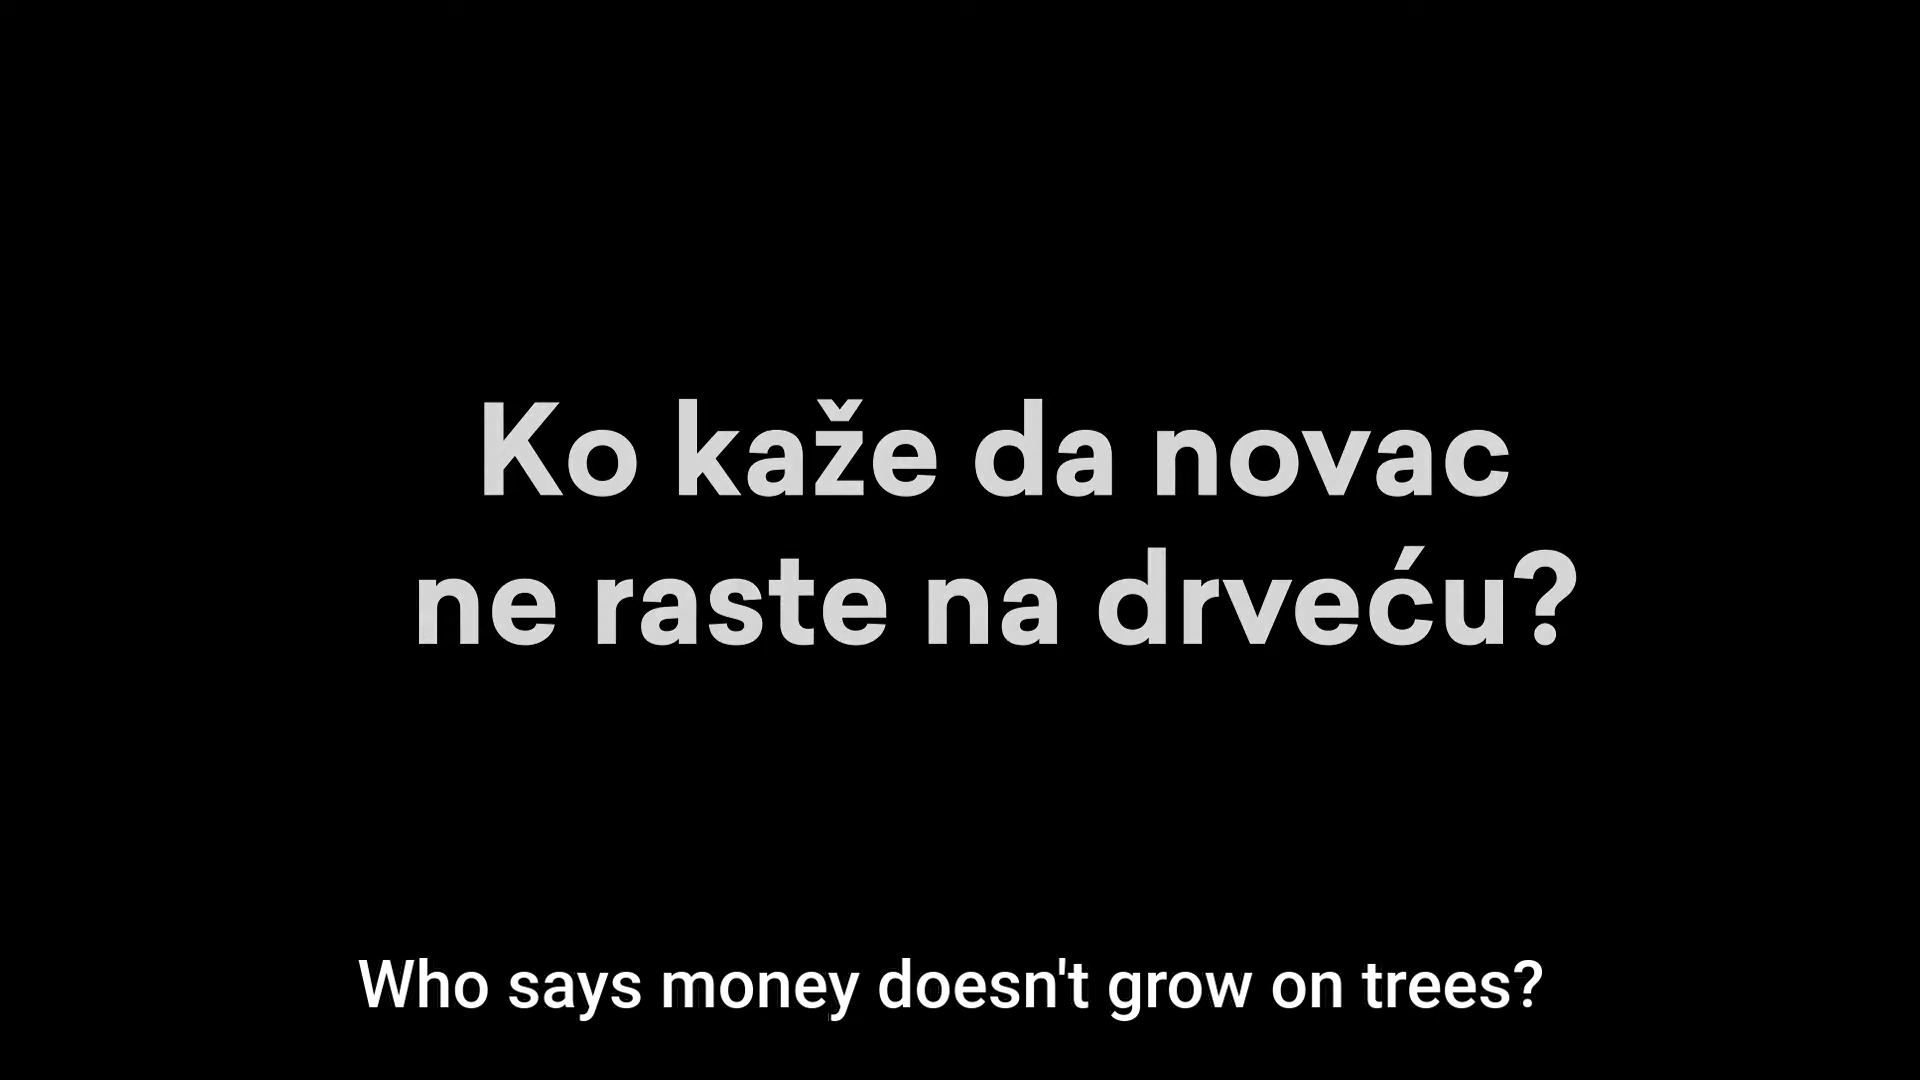 Ko kaže da novac
ne raste na drveću?
Who says money doesn't grow on trees?